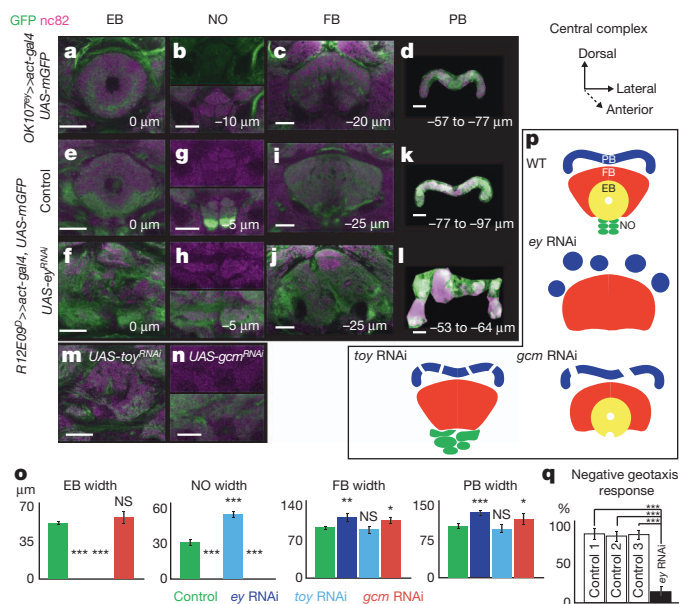 GFP nc82
EB NO FB PB
OK107ey>>act-gal4
UAS-mGFP
a b c d
0 μm −10 μm −20 μm −57 to −77 μm
R12E09D>>act-gal4, UAS-mGFP
Control
e g i k
0 μm −5 μm −25 μm −77 to −97 μm
UAS-eyRNAi
f h j l
0 μm −5 μm −25 μm −53 to −64 μm
m UAS-toyRNAi n UAS-gcmRNAi
Central complex
Dorsal
Lateral
Anterior
p
WT
PB
FB
EB
NO
ey RNAi
toy RNAi gcm RNAi
o
μm
EB width
70
0
*** *** NS
NO width
70
0
*** *** ***
FB width
140
0
** NS *
PB width
150
0
*** NS *
Control ey RNAi toy RNAi gcm RNAi
q
Negative geotaxis
response
%
100
50
0
***
***
***
Control 1
Control 2
Control 3
ey RNAi